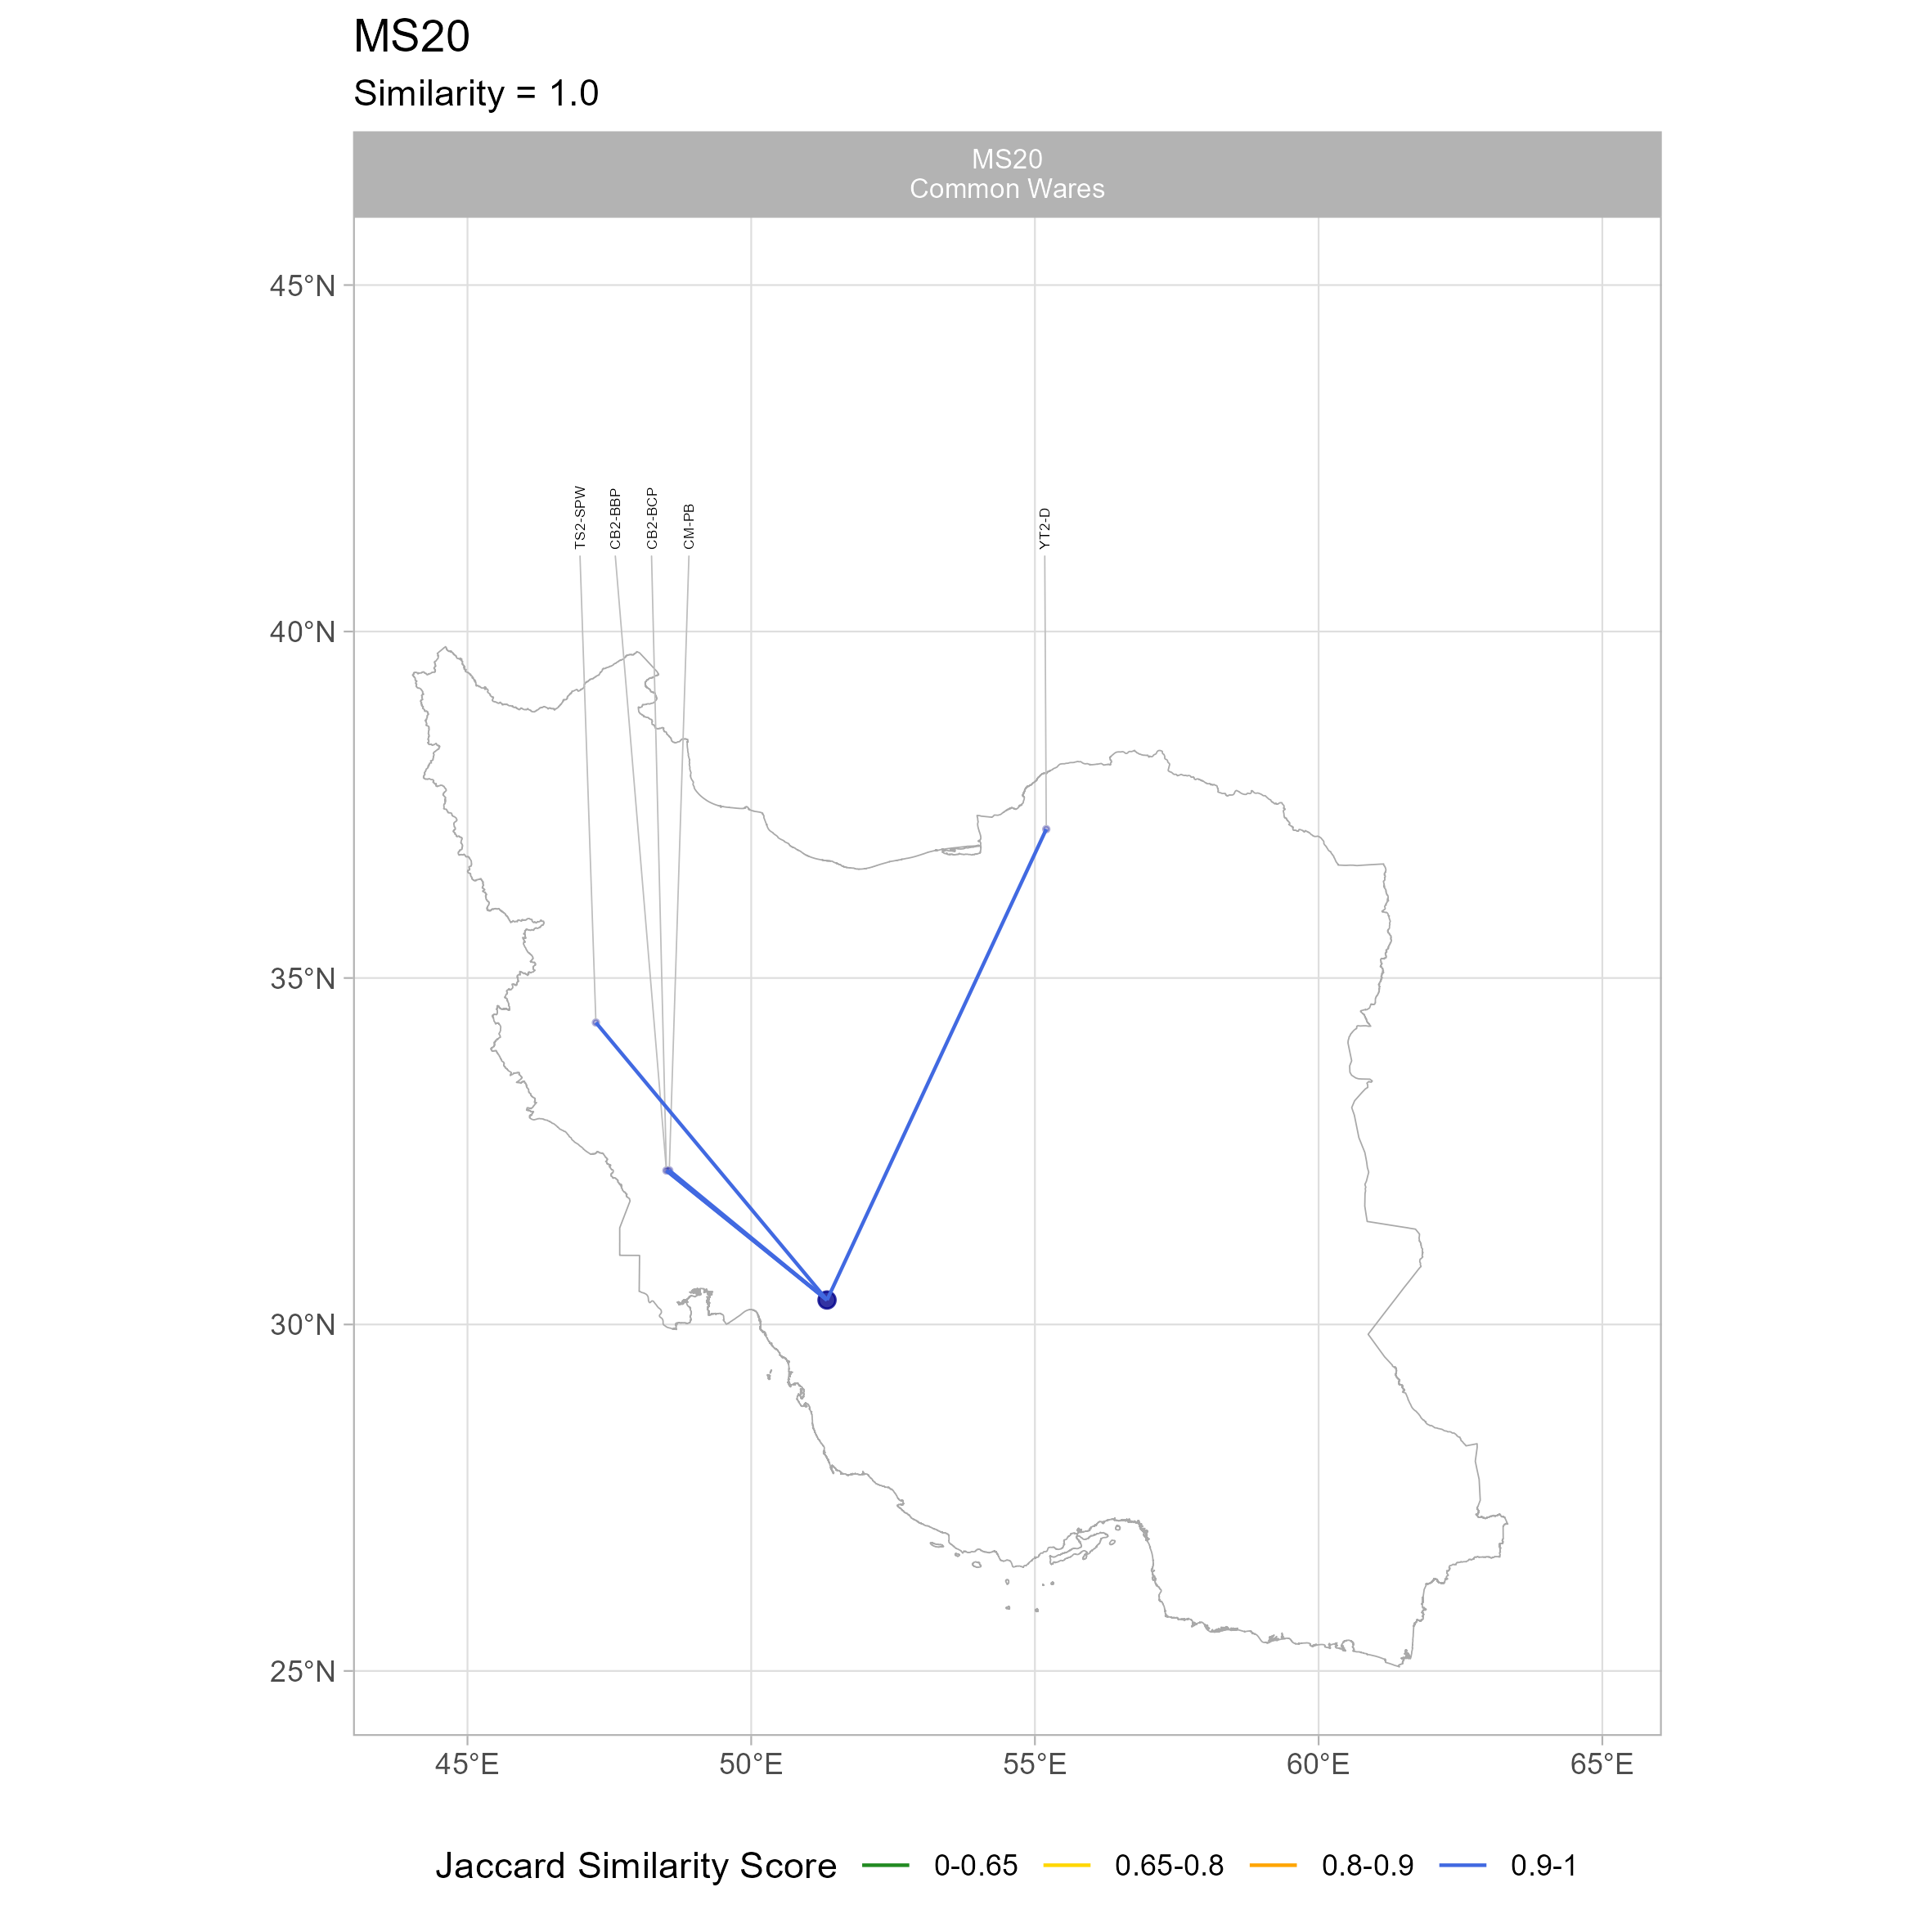 MS20
Similarity = 1.0
MS20
Common Wares
45°N
40°N
35°N
30°N
25°N
TS2-SPW
CB2-BBP
CB2-BCP
CM-PB
YT2-D
45°E
50°E
55°E
60°E
65°E
Jaccard Similarity Score 0-0.65 0.65-0.8 0.8-0.9 0.9-1